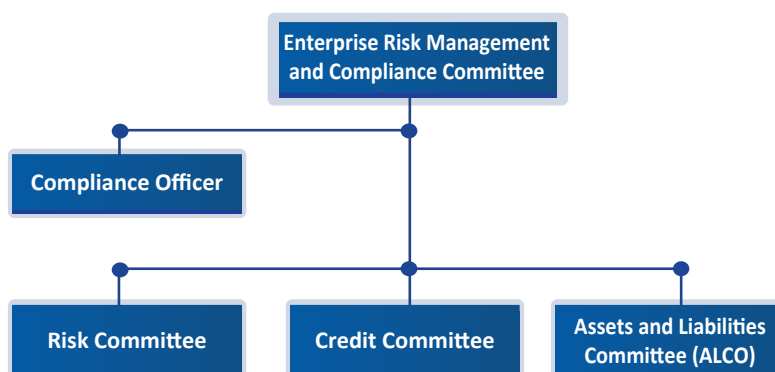 Enterprise Risk Management
and Compliance Committee
Compliance Officer
Risk Committee
Credit Committee
Assets and Liabilities
Committee (ALCO)